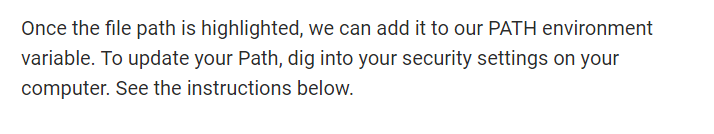 Once the file path is highlighted, we can add it to our PATH environment
variable. To update your Path, dig into your security settings on your
computer. See the instructions below.